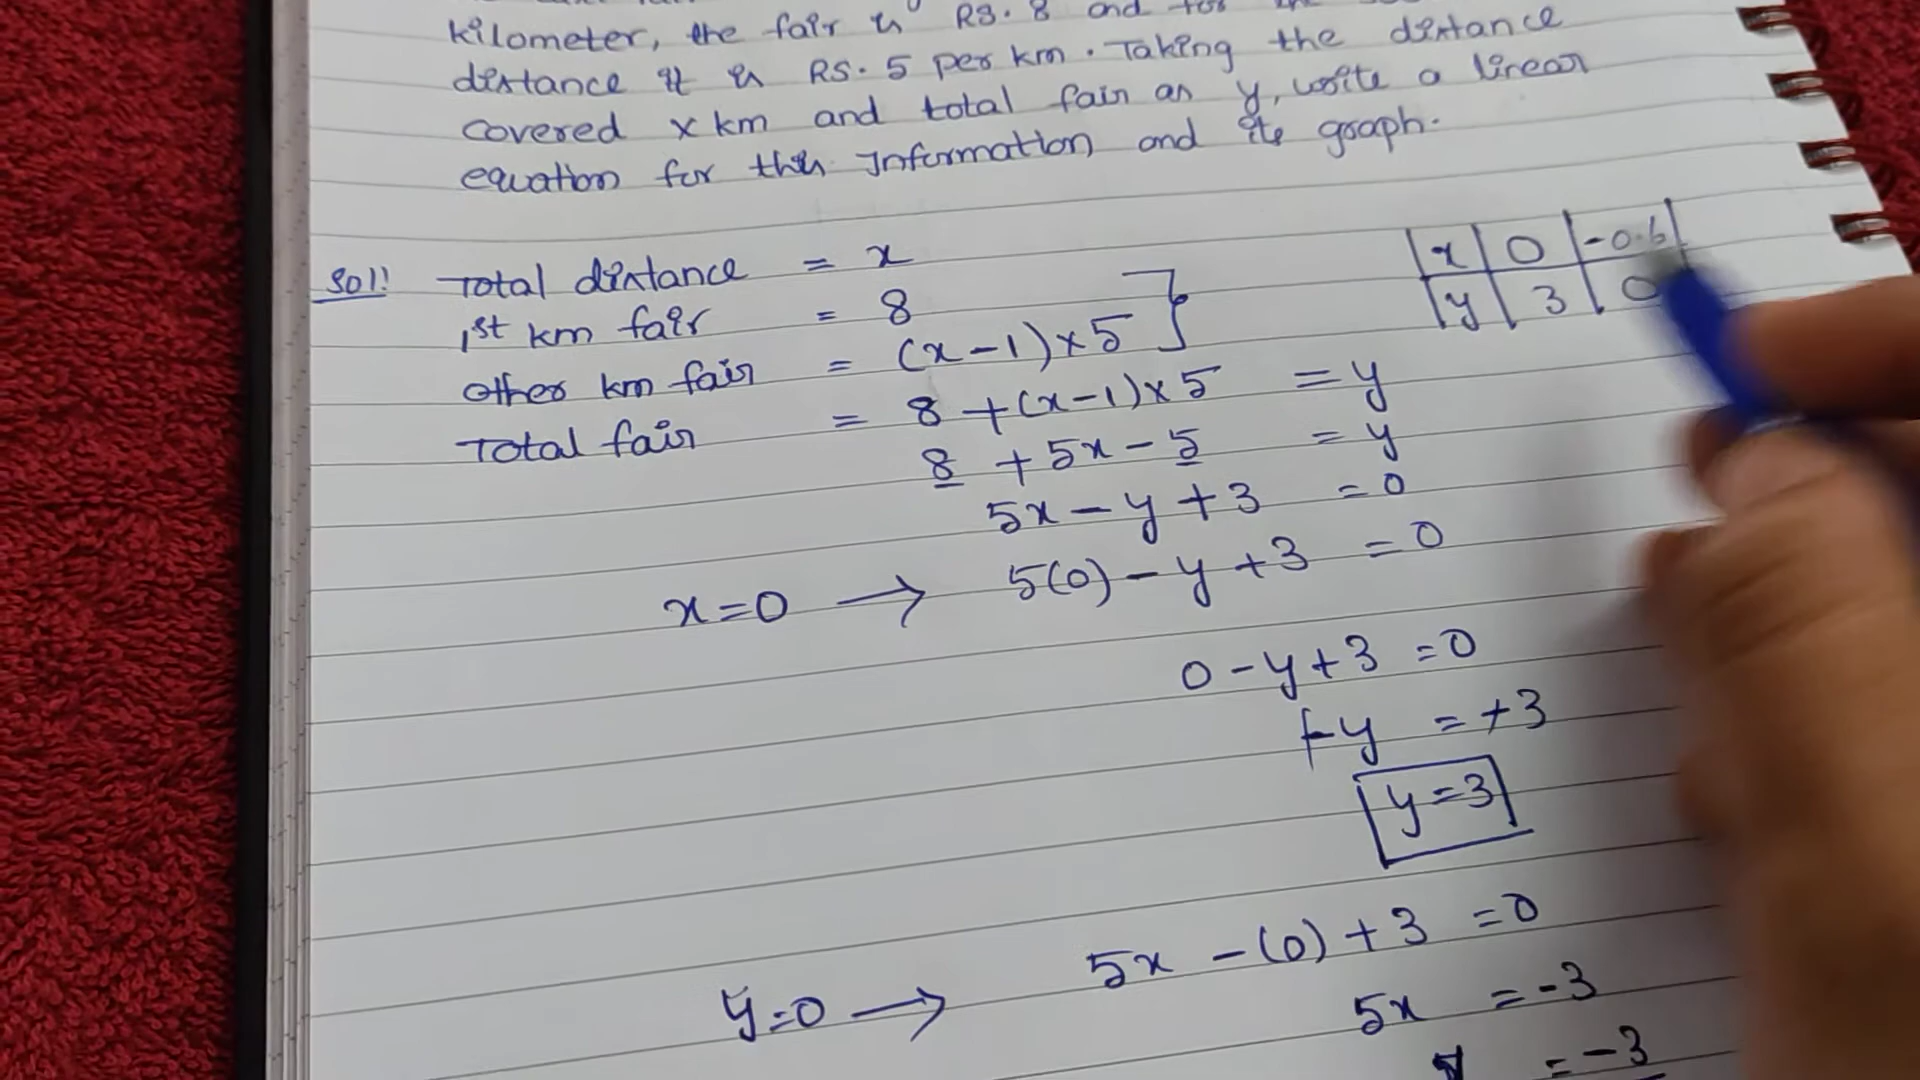 kilometer, the fair is RS. 8 and for the
distance it is RS. 5 per km. Taking the distance
covered x km and total fair as y, write a linear
equation for this Information and its graph.
Sol! Total distance = x
1st km fair = 8
other km fair = (x-1)×5
Total fair = 8 + (x-1)×5 = y
8 + 5x - 5 = y
5x - y + 3 = 0
x=0 → 5(0) - y + 3 = 0
0 - y + 3 = 0
-y = +3
y=3
y=0 → 5x - (0) + 3 = 0
5x = -3
= -3
x 0 -0.6
y 3 0